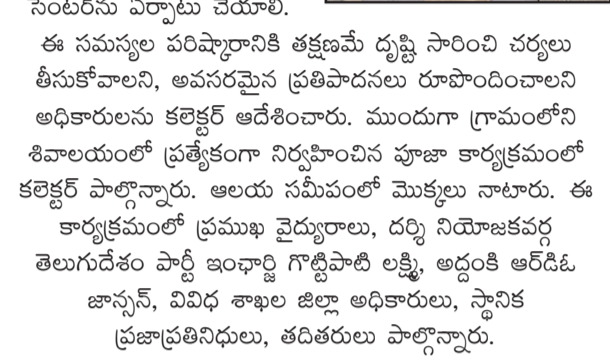 సెంటర్‌ను ఏర్పాటు చేయాలి.
ఈ సమస్యల పరిష్కారానికి తక్షణమే దృష్టి సారించి చర్యలు
తీసుకోవాలని, అవసరమైన ప్రతిపాదనలు రూపొందించాలని
అధికారులను కలెక్టర్ ఆదేశించారు. ముందుగా గ్రామంలోని
శివాలయంలో ప్రత్యేకంగా నిర్వహించిన పూజా కార్యక్రమంలో
కలెక్టర్ పాల్గొన్నారు. ఆలయ సమీపంలో మొక్కలు నాటారు. ఈ
కార్యక్రమంలో ప్రముఖ వైద్యురాలు, దర్శి నియోజకవర్గ
తెలుగుదేశం పార్టీ ఇంఛార్జి గొట్టిపాటి లక్ష్మి, అద్దంకి ఆర్‌డిఓ
జాన్సన్, వివిధ శాఖల జిల్లా అధికారులు, స్థానిక
ప్రజాప్రతినిధులు, తదితరులు పాల్గొన్నారు.